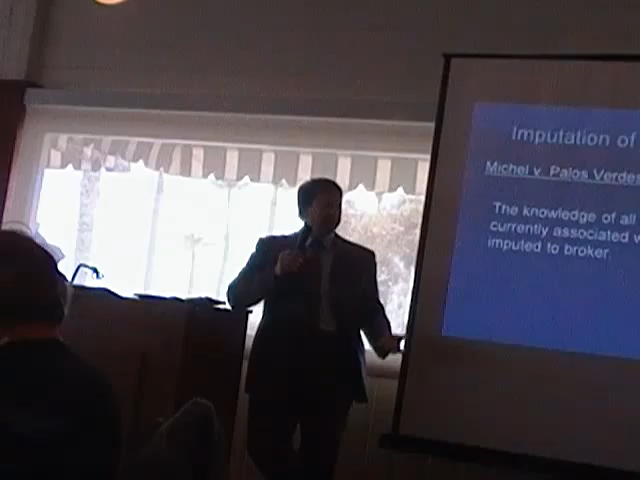 Imputation of
Michel v. Palos Verdes
The knowledge of all
currently associated
imputed to broker